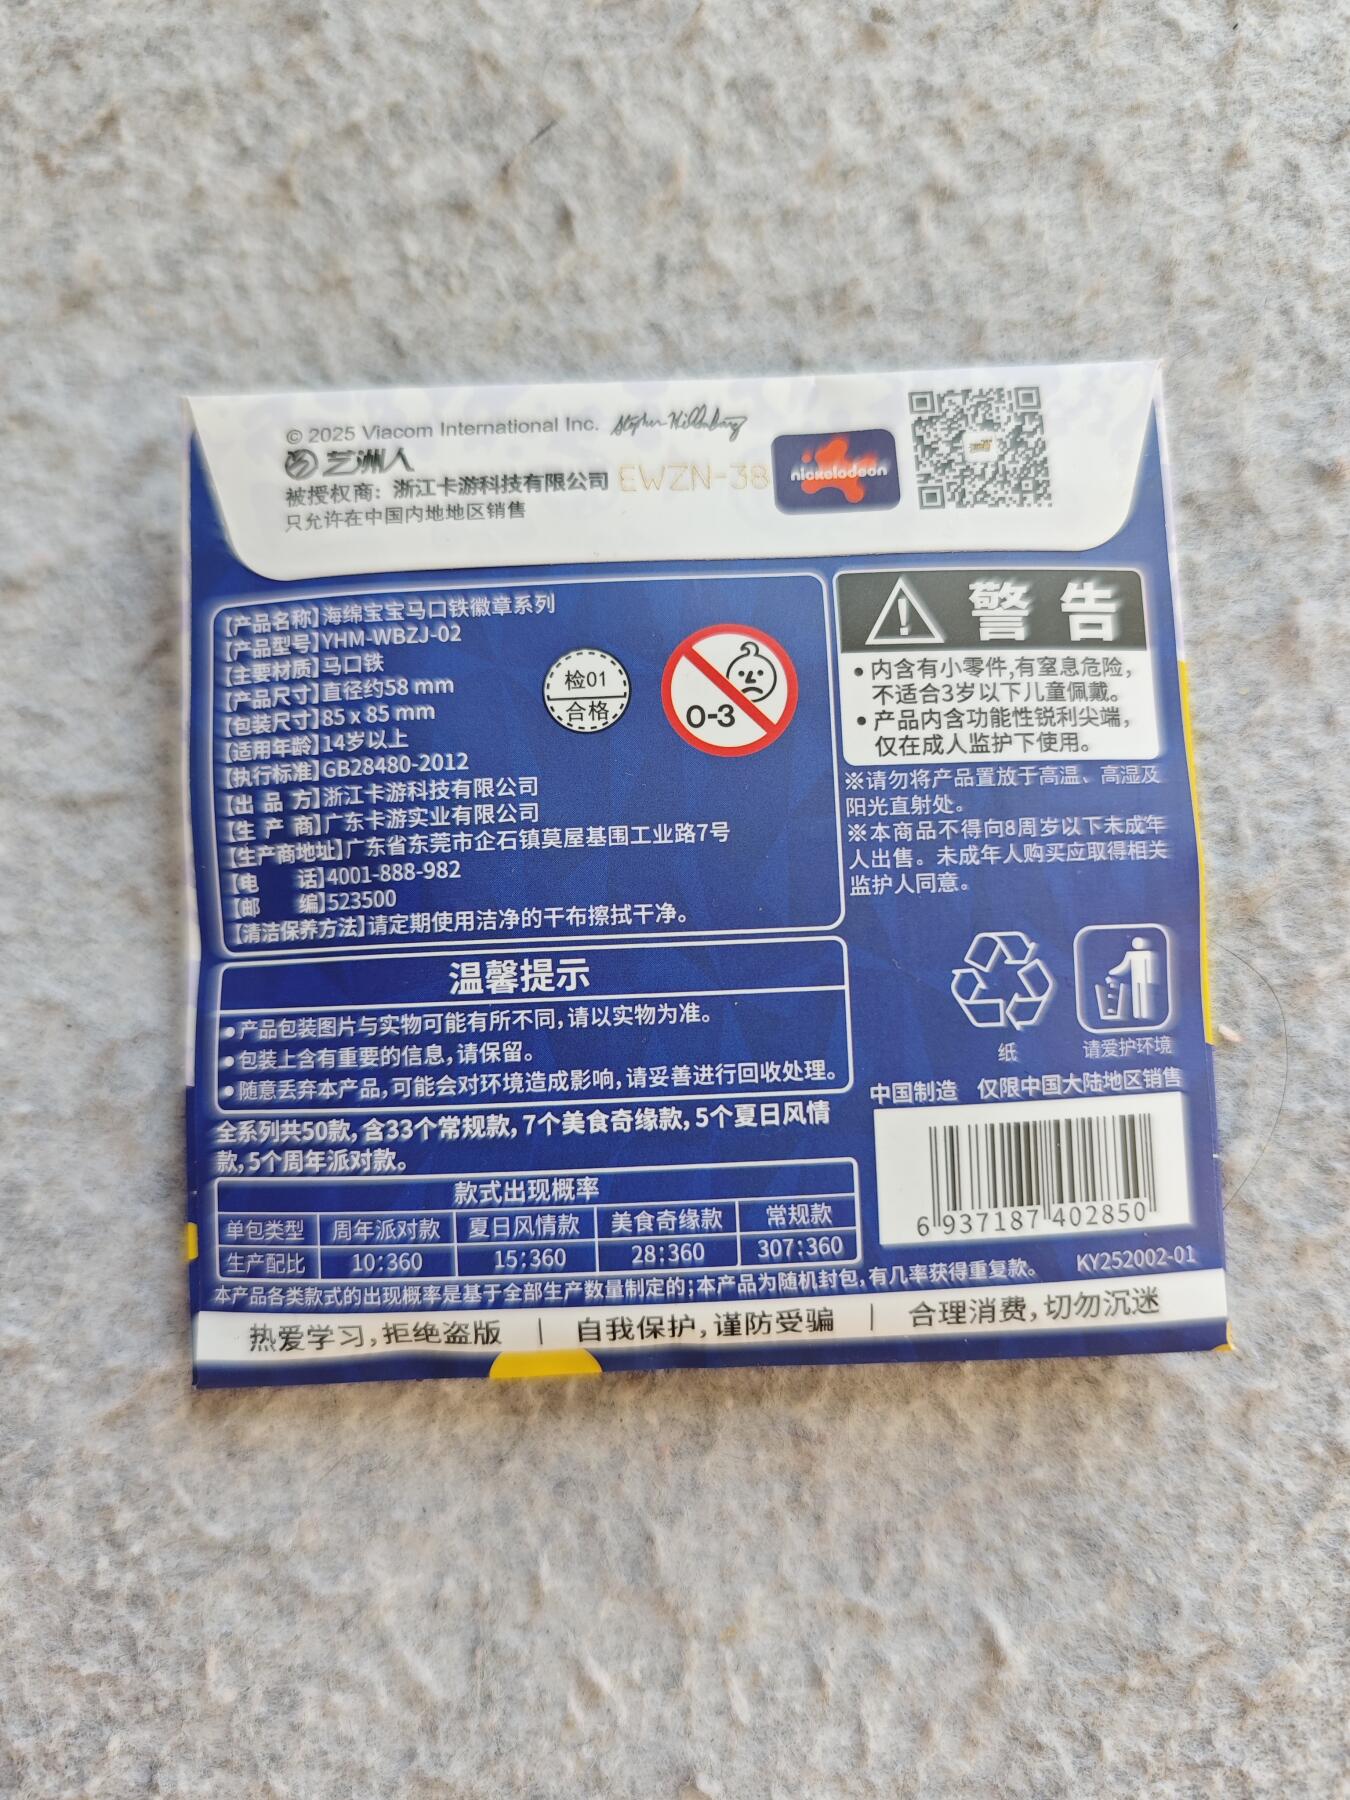 © 2025 Viacom International Inc. Stephen Hillenburg
艺洲人
被授权商：浙江卡游科技有限公司 EWZN-38
只允许在中国内地地区销售
nickelodeon
【产品名称】海绵宝宝马口铁徽章系列
【产品型号】YHM-WBZJ-02
【主要材质】马口铁
【产品尺寸】直径约58 mm
【包装尺寸】85 x 85 mm
【适用年龄】14岁以上
【执行标准】GB28480-2012
【出 品 方】浙江卡游科技有限公司
【生 产 商】广东卡游实业有限公司
【生产商地址】广东省东莞市企石镇莫屋基围工业路7号
【电 话】4001-888-982
【邮 编】523500
【清洁保养方法】请定期使用洁净的干布擦拭干净。
检01
合格
0-3
警告
•内含有小零件,有窒息危险，
不适合3岁以下儿童佩戴。
•产品内含功能性锐利尖端，
仅在成人监护下使用。
※请勿将产品置放于高温、高湿及
阳光直射处。
※本商品不得向8周岁以下未成年
人出售。未成年人购买应取得相关
监护人同意。
温馨提示
•产品包装图片与实物可能有所不同,请以实物为准。
•包装上含有重要的信息,请保留。
•随意丢弃本产品,可能会对环境造成影响,请妥善进行回收处理。
纸
请爱护环境
中国制造 仅限中国大陆地区销售
全系列共50款,含33个常规款,7个美食奇缘款,5个夏日风情
款,5个周年派对款。
款式出现概率
单包类型 周年派对款 夏日风情款 美食奇缘款 常规款
生产配比 10:360 15:360 28:360 307:360
6 937187 402850
本产品各类款式的出现概率是基于全部生产数量制定的;本产品为随机封包,有几率获得重复款。
KY252002-01
热爱学习,拒绝盗版 | 自我保护,谨防受骗 | 合理消费,切勿沉迷